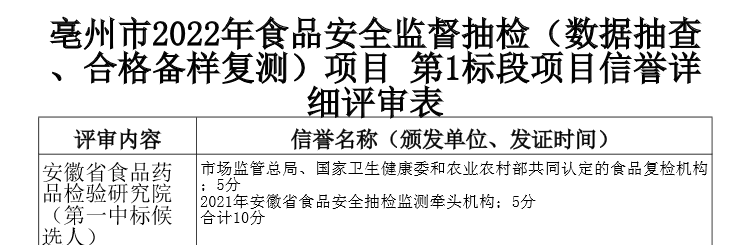 亳州市2022年食品安全监督抽检（数据抽查
、合格备样复测）项目 第1标段项目信誉详
细评审表
评审内容
信誉名称（颁发单位、发证时间）
安徽省食品药
品检验研究院
（第一中标候
选人）
市场监管总局、国家卫生健康委和农业农村部共同认定的食品复检机构
；5分
2021年安徽省食品安全抽检监测牵头机构；5分
合计10分